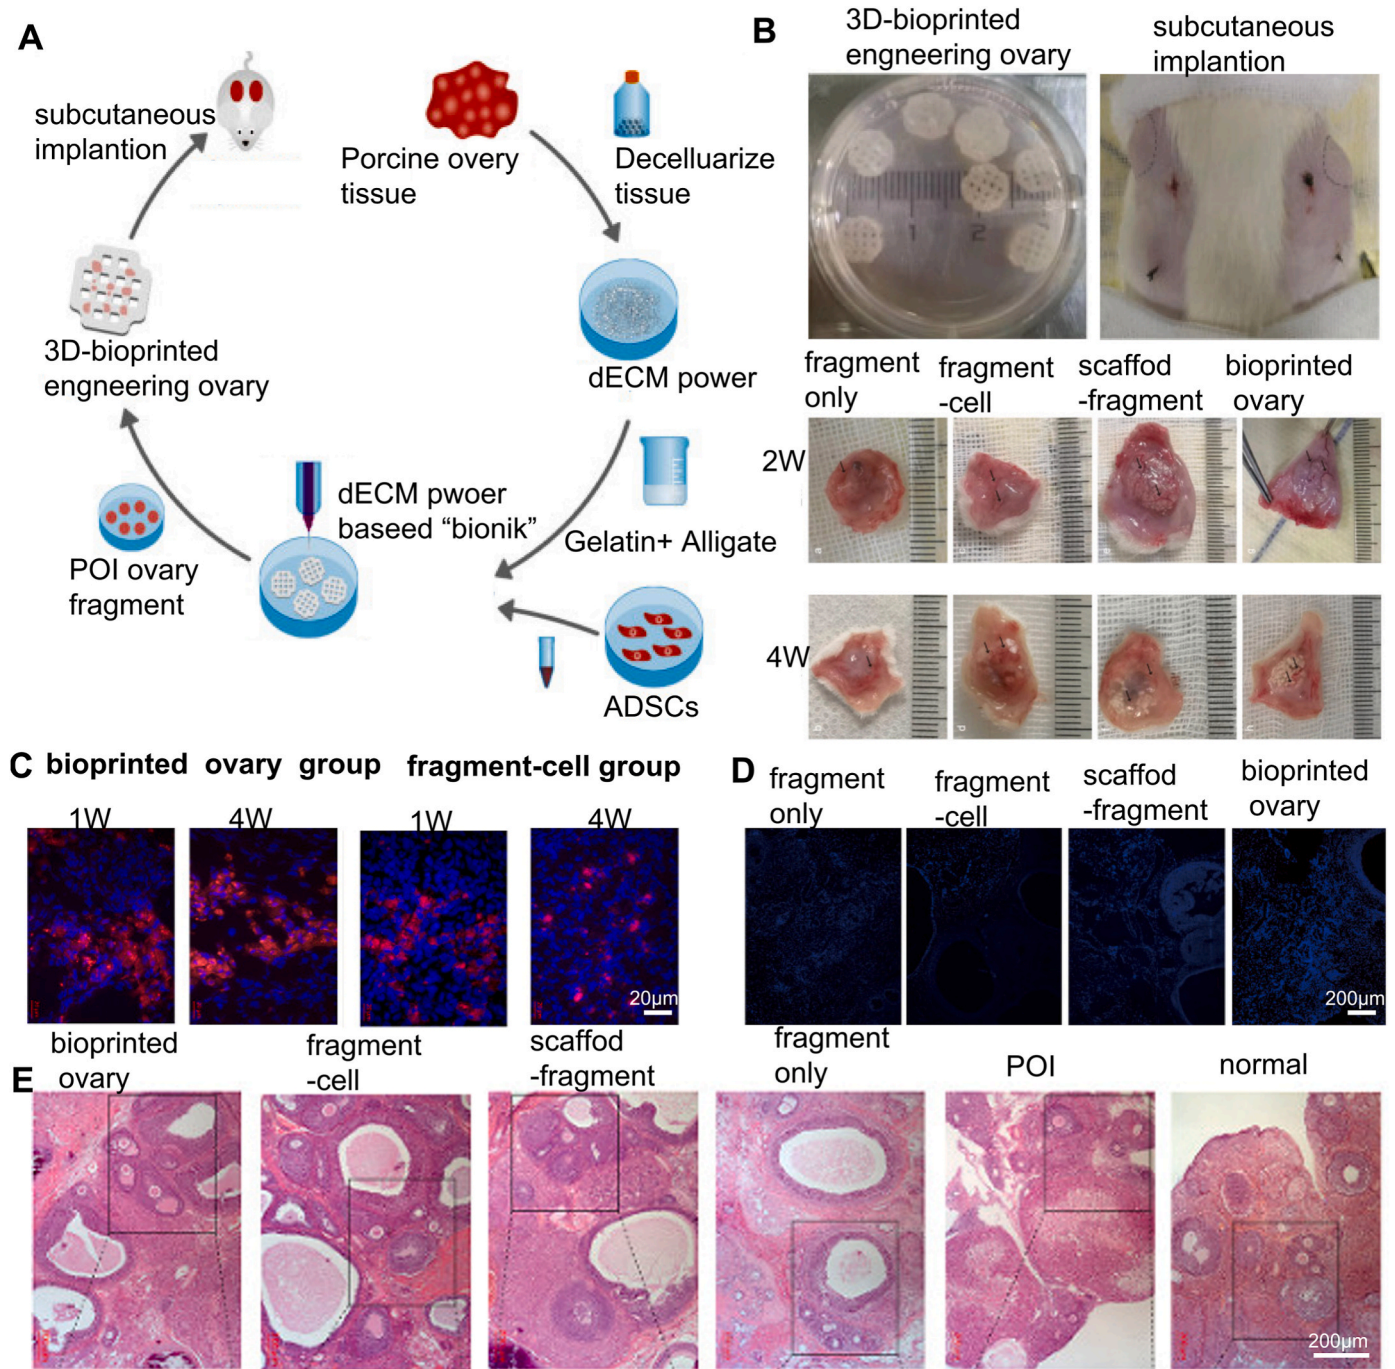 A
subcutaneous
implantion
Porcine overy
tissue
Decelluarize
tissue
dECM power
Gelatin+ Alligate
ADSCs
dECM pwoer
baseed “bionik”
POI ovary
fragment
3D-bioprinted
engneering ovary
B
3D-bioprinted
engneering ovary
subcutaneous
implantion
1 2
fragment
only
fragment
-cell
scaffod
-fragment
bioprinted
ovary
2W
4W
C bioprinted ovary group fragment-cell group
1W 4W 1W 4W
20μm
D
fragment
only
fragment
-cell
scaffod
-fragment
bioprinted
ovary
200μm
E
bioprinted
ovary
fragment
-cell
scaffod
-fragment
fragment
only
POI
normal
200μm